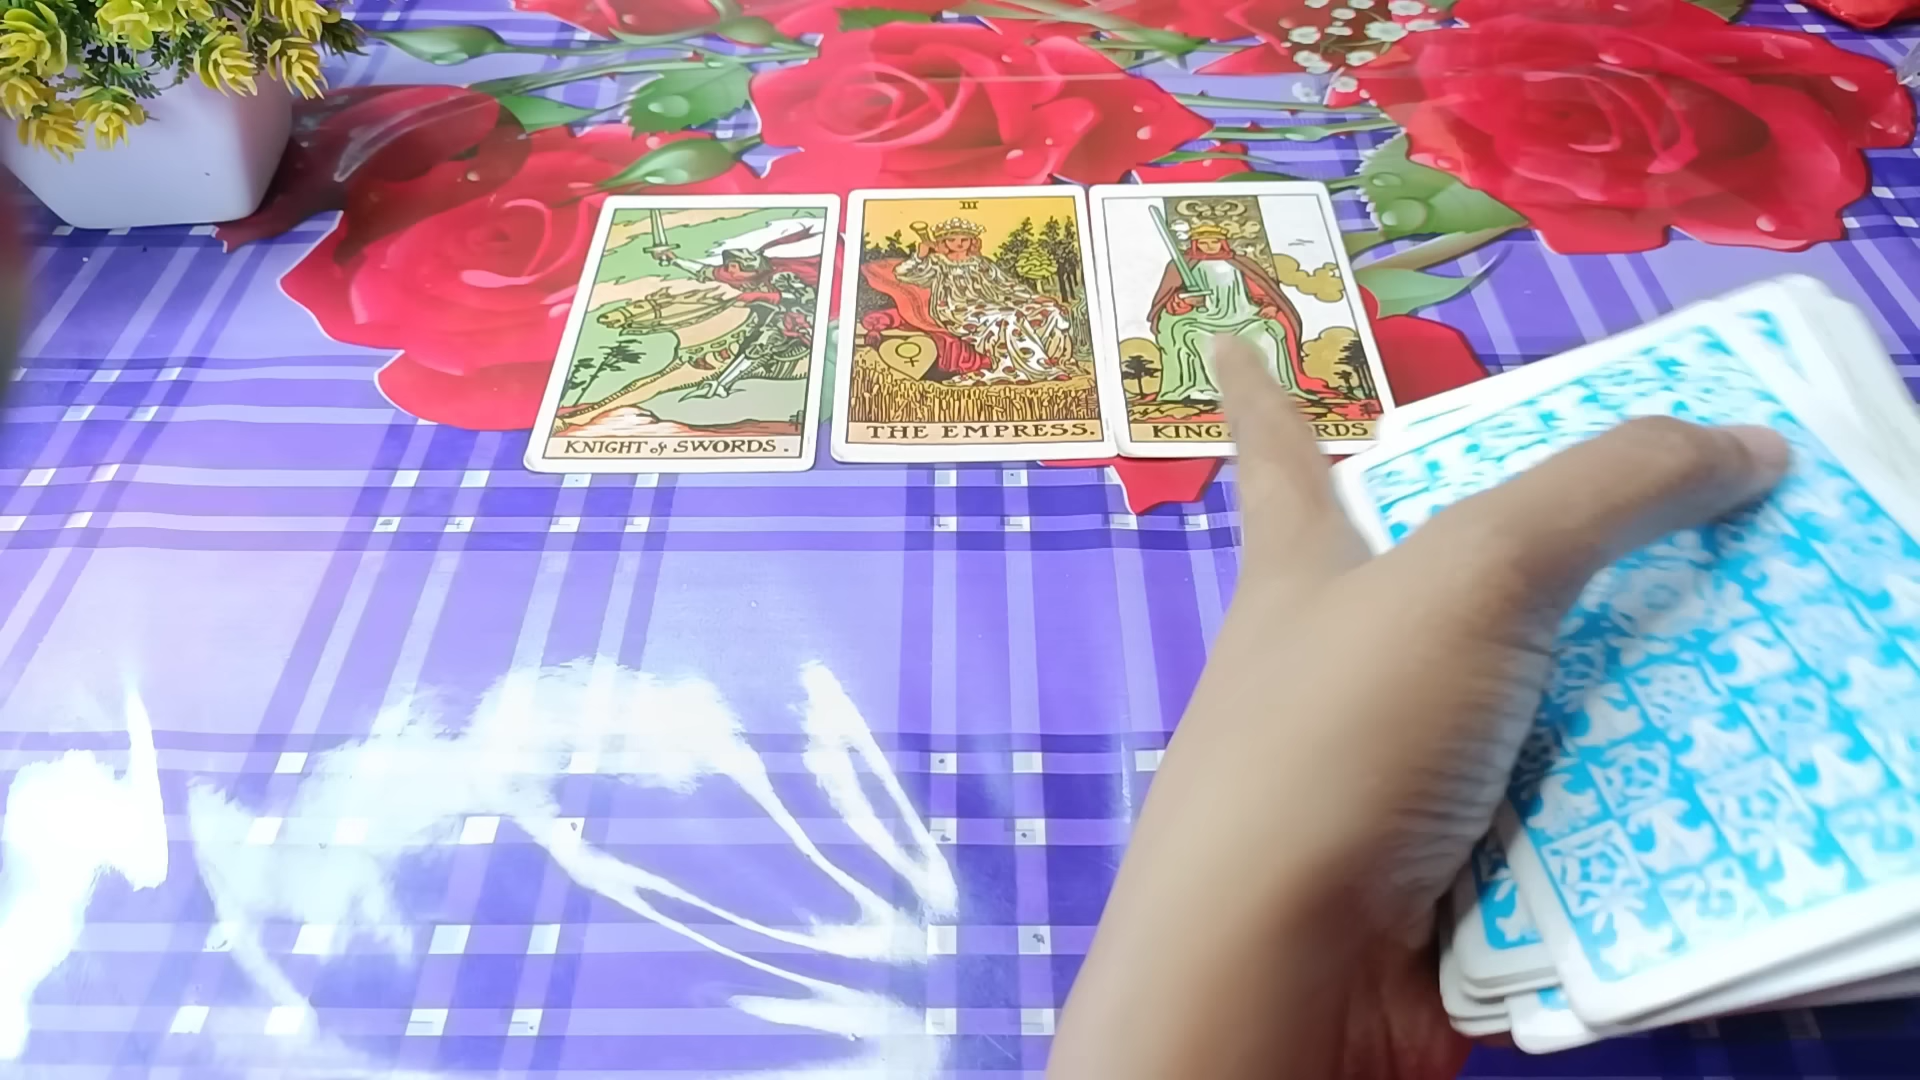 KNIGHT of SWORDS.
III
THE EMPRESS.
KING